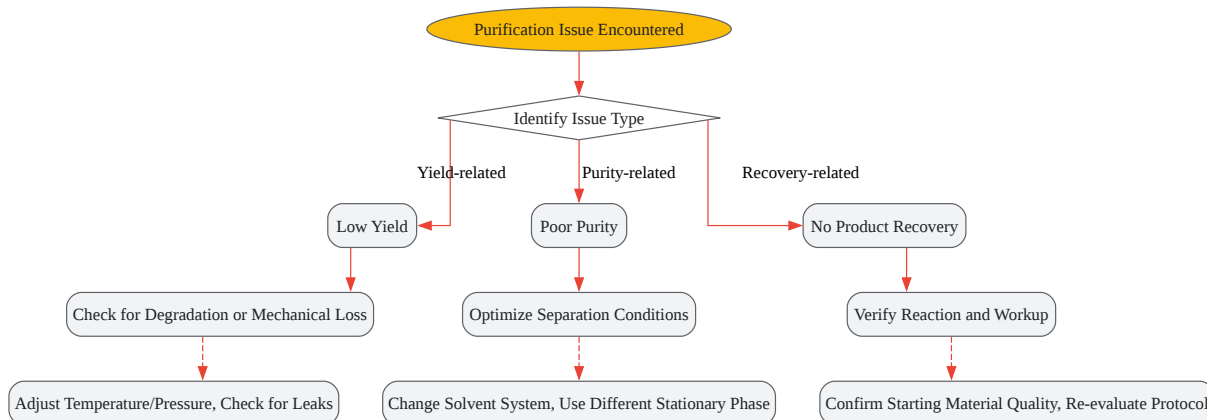 Purification Issue Encountered
Identify Issue Type
Yield-related
Purity-related
Recovery-related
Low Yield
Poor Purity
No Product Recovery
Check for Degradation or Mechanical Loss
Optimize Separation Conditions
Verify Reaction and Workup
Adjust Temperature/Pressure, Check for Leaks
Change Solvent System, Use Different Stationary Phase
Confirm Starting Material Quality, Re-evaluate Protocol